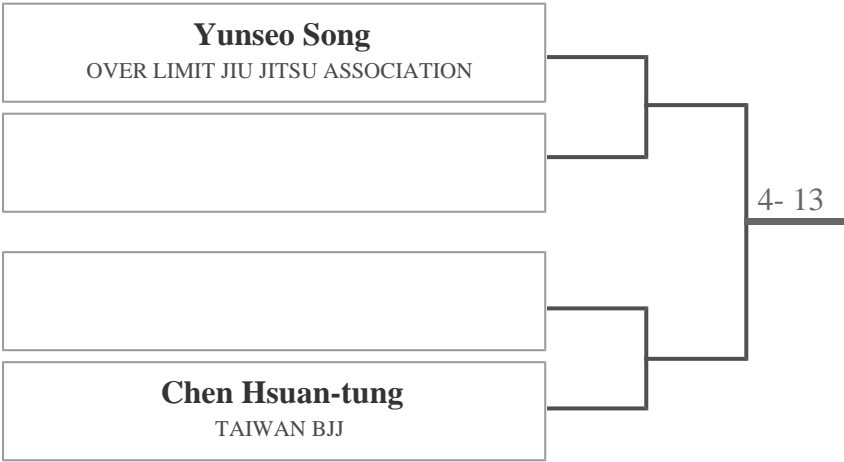 Yunseo Song
OVER LIMIT JIU JITSU ASSOCIATION
4- 13
Chen Hsuan-tung
TAIWAN BJJ